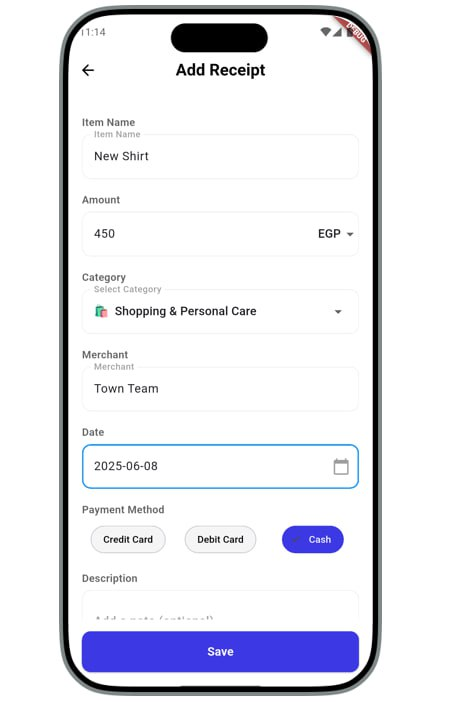 11:14
DEBUG
Add Receipt
Item Name
Item Name
New Shirt
Amount
450 EGP
Category
Select Category
Shopping & Personal Care
Merchant
Merchant
Town Team
Date
2025-06-08
Payment Method
Credit Card Debit Card Cash
Description
Add a note (optional)
Save